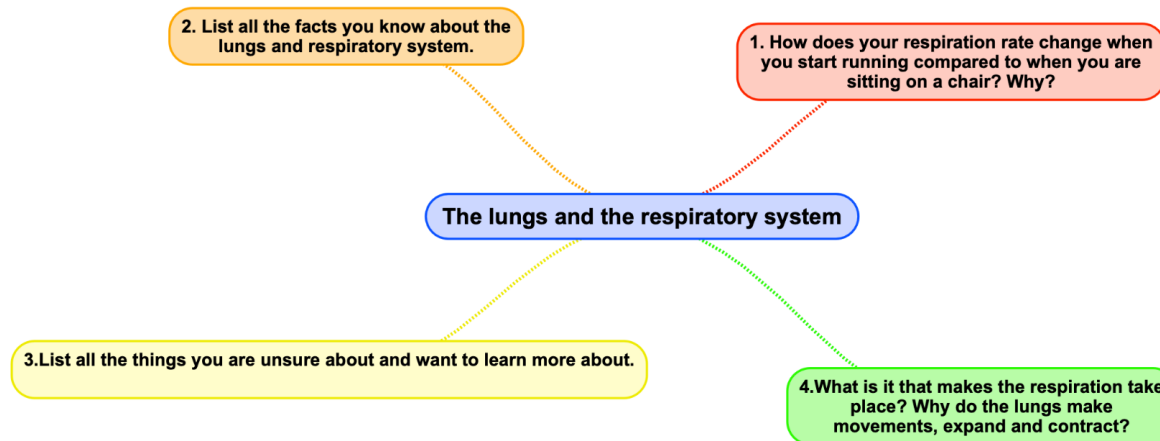 2. List all the facts you know about the
lungs and respiratory system.
1. How does your respiration rate change when
you start running compared to when you are
sitting on a chair? Why?
The lungs and the respiratory system
3.List all the things you are unsure about and want to learn more about.
4.What is it that makes the respiration take
place? Why do the lungs make
movements, expand and contract?